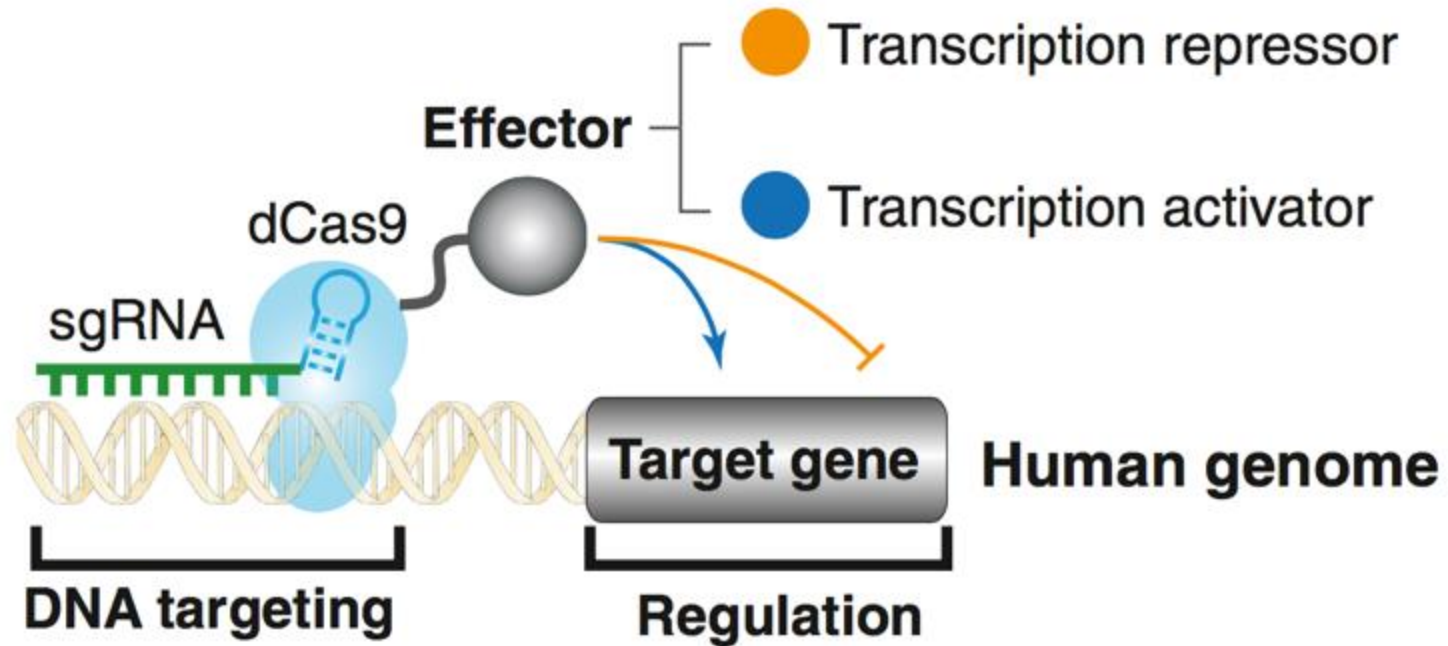 Transcription repressor
Effector
Transcription activator
dCas9
sgRNA
Target gene
Human genome
DNA targeting
Regulation